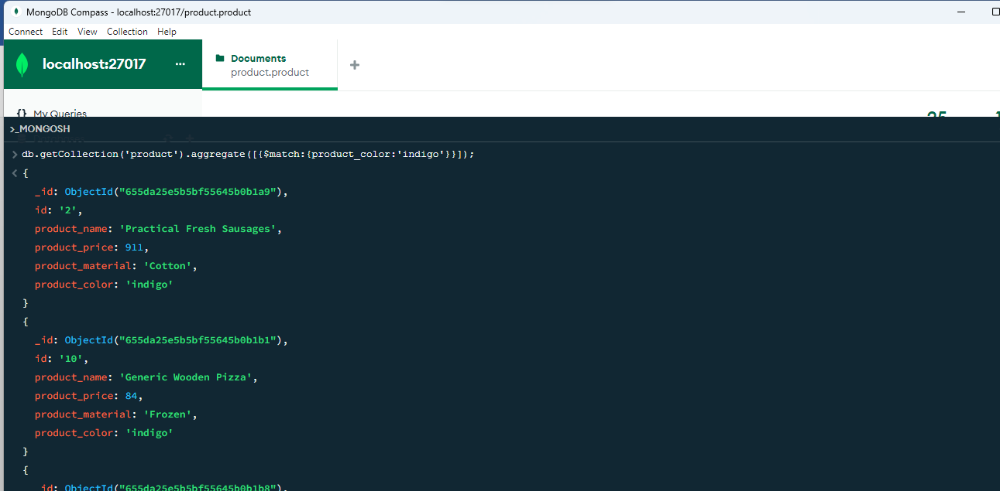 MongoDB Compass - localhost:27017/product.product
Connect Edit View Collection Help
localhost:27017 ...
Documents
product.product
+
{} My Queries
25
>_MONGOSH
> db.getCollection('product').aggregate([{$match:{product_color:'indigo'}}]);
< {
_id: ObjectId("655da25e5b5bf55645b0b1a9"),
id: '2',
product_name: 'Practical Fresh Sausages',
product_price: 911,
product_material: 'Cotton',
product_color: 'indigo'
}
{
_id: ObjectId("655da25e5b5bf55645b0b1b1"),
id: '10',
product_name: 'Generic Wooden Pizza',
product_price: 84,
product_material: 'Frozen',
product_color: 'indigo'
}
{
_id: ObjectId("655da25e5b5bf55645b0b1b8"),